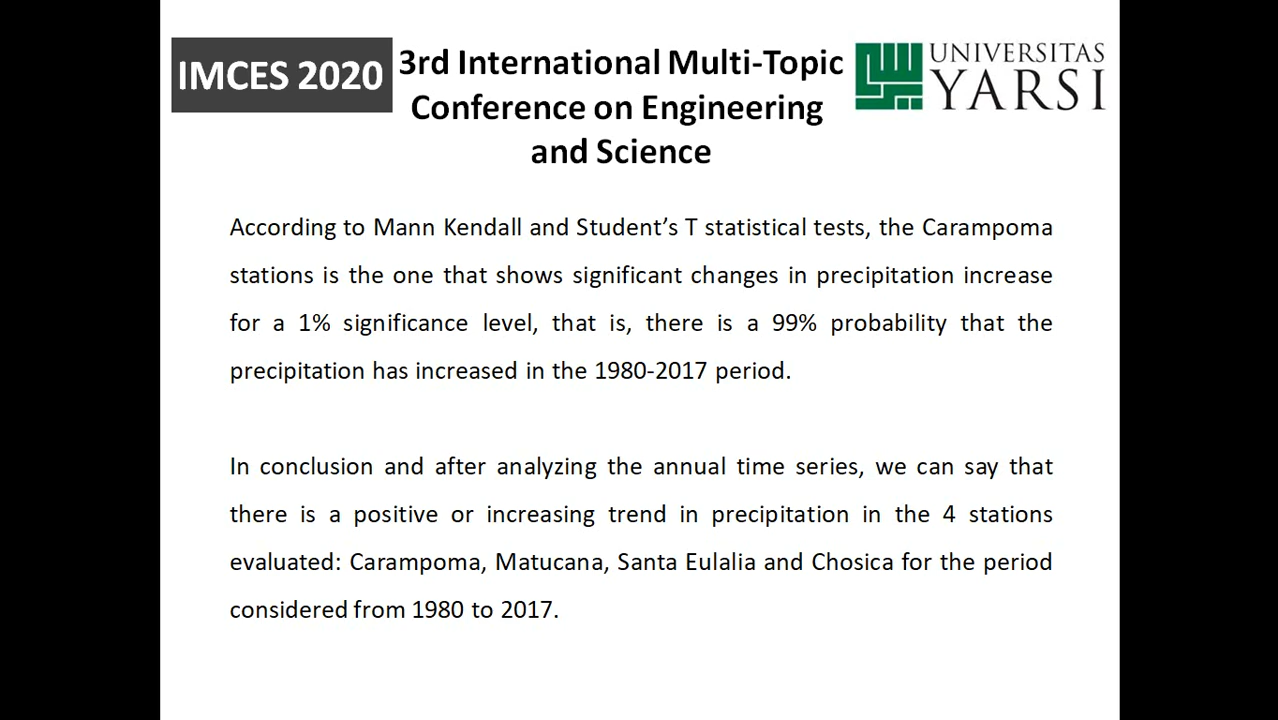 IMCES 2020
3rd International Multi-Topic
Conference on Engineering
and Science
UNIVERSITAS
YARSI
According to Mann Kendall and Student’s T statistical tests, the Carampoma
stations is the one that shows significant changes in precipitation increase
for a 1% significance level, that is, there is a 99% probability that the
precipitation has increased in the 1980-2017 period.
In conclusion and after analyzing the annual time series, we can say that
there is a positive or increasing trend in precipitation in the 4 stations
evaluated: Carampoma, Matucana, Santa Eulalia and Chosica for the period
considered from 1980 to 2017.